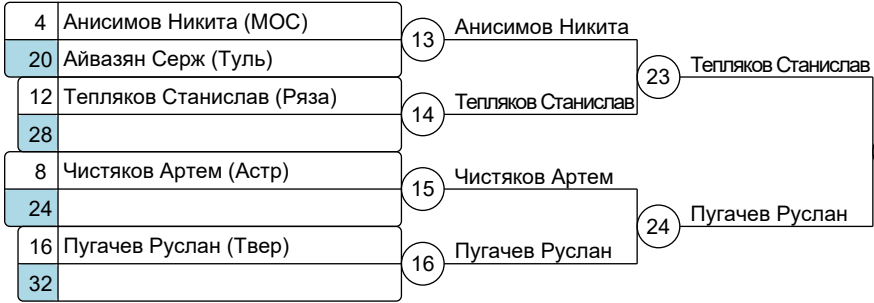 4 Анисимов Никита (МОС)
20 Айвазян Серж (Туль)
12 Тепляков Станислав (Ряза)
28
8 Чистяков Артем (Астр)
24
16 Пугачев Руслан (Твер)
32
13 Анисимов Никита
14 Тепляков Станислав
15 Чистяков Артем
16 Пугачев Руслан
23 Тепляков Станислав
24 Пугачев Руслан